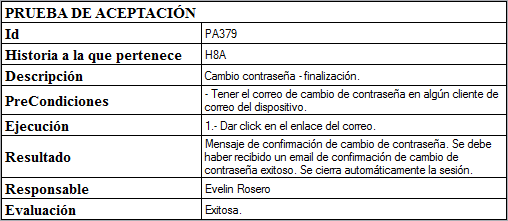 PRUEBA DE ACEPTACIÓN
Id PA379
Historia a la que pertenece H8A
Descripción Cambio contraseña - finalización.
PreCondiciones - Tener el correo de cambio de contraseña en algún cliente de
correo del dispositivo.
Ejecución 1.- Dar click en el enlace del correo.
Resultado Mensaje de confirmación de cambio de contraseña. Se debe
haber recibido un email de confirmación de cambio de
contraseña exitoso. Se cierra automáticamente la sesión.
Responsable Evelin Rosero
Evaluación Exitosa.